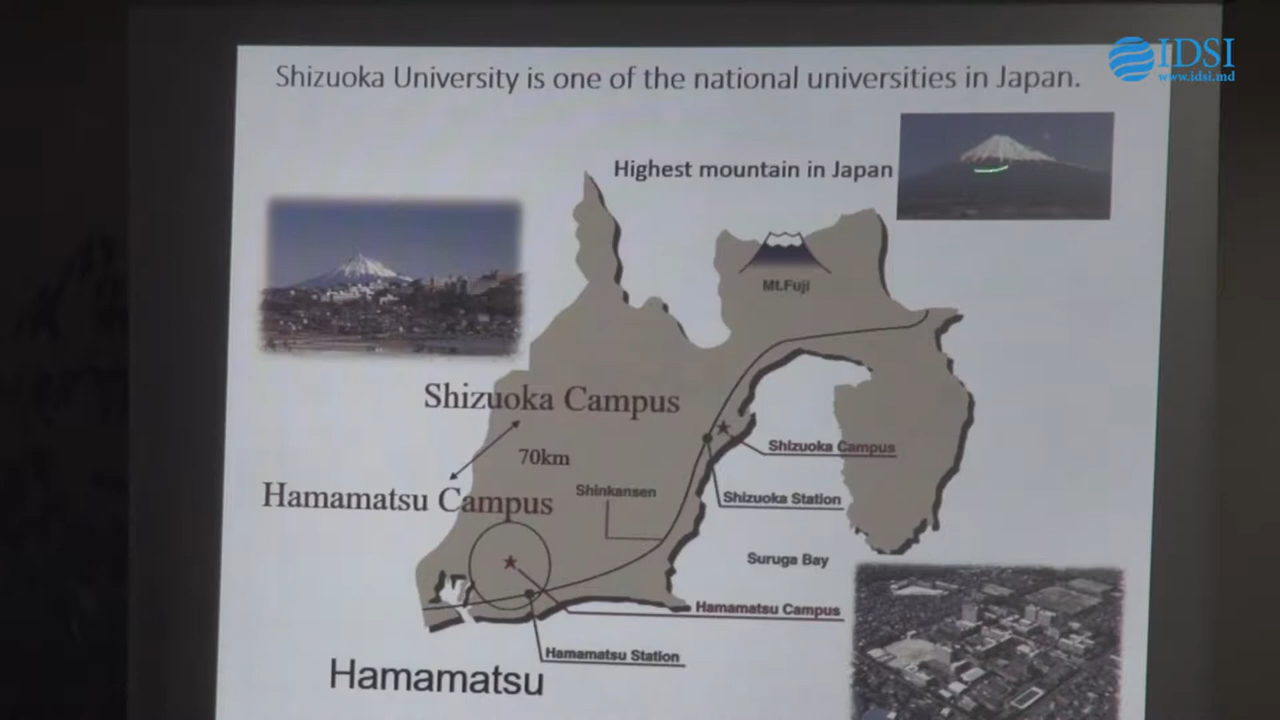 IDSI
www.idsi.md
Shizuoka University is one of the national universities in Japan.
Highest mountain in Japan
Mt.Fuji
Shizuoka Campus
70km
Hamamatsu Campus
Shinkansen
Shizuoka Campus
Shizuoka Station
Suruga Bay
Hamamatsu Campus
Hamamatsu Station
Hamamatsu